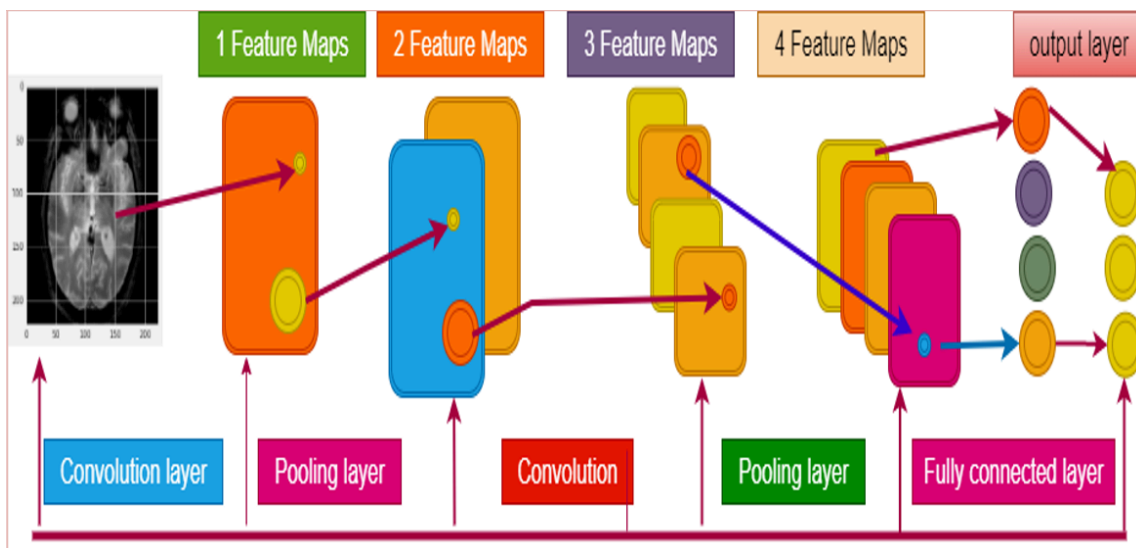 1 Feature Maps
2 Feature Maps
3 Feature Maps
4 Feature Maps
output layer
0
50
100
150
200
0 50 100 150 200
Convolution layer
Pooling layer
Convolution
Pooling layer
Fully connected layer